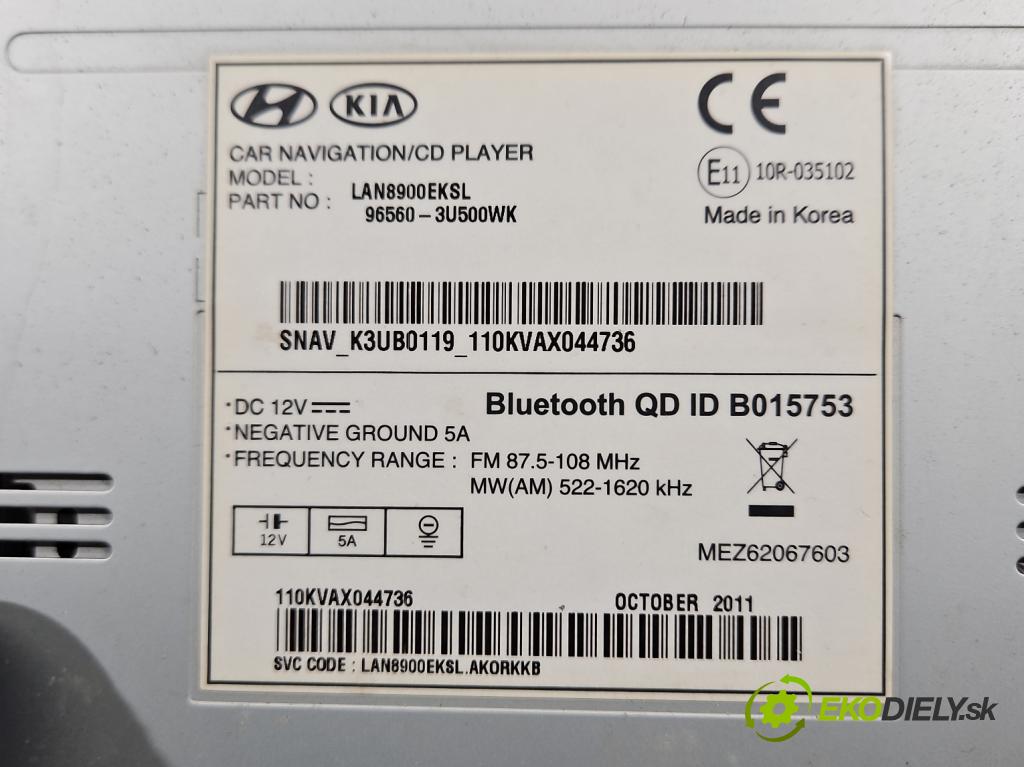 KIA
CE
CAR NAVIGATION/CD PLAYER
MODEL : LAN8900EKSL
PART NO : 96560-3U500WK
E11 10R-035102
Made in Korea
SNAV_K3UB0119_110KVAX044736
·DC 12V
Bluetooth QD ID B015753
·NEGATIVE GROUND 5A
·FREQUENCY RANGE : FM 87.5-108 MHz
MW(AM) 522-1620 kHz
12V 5A
MEZ62067603
110KVAX044736 OCTOBER 2011
SVC CODE : LAN8900EKSL.AKORKKB
EKODIELY.sk